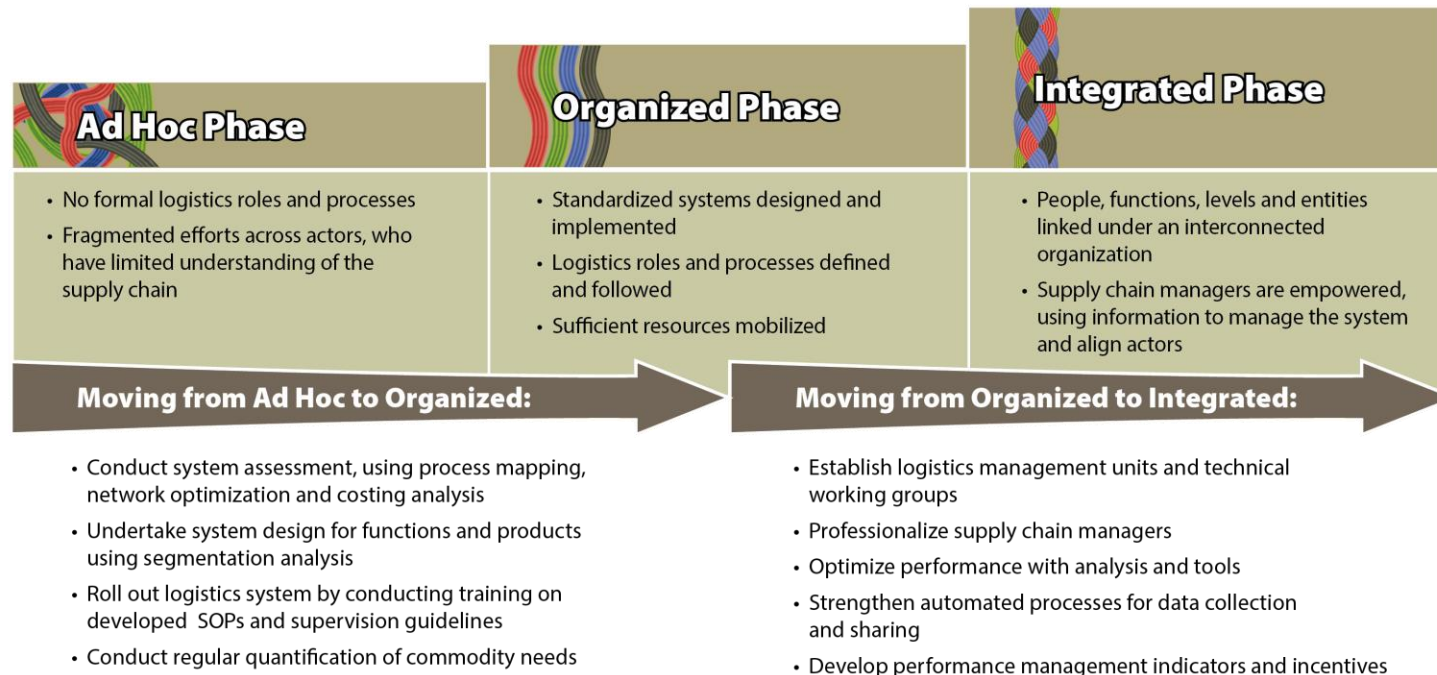 Ad Hoc Phase
• No formal logistics roles and processes
• Fragmented efforts across actors, who
have limited understanding of the
supply chain
Organized Phase
• Standardized systems designed and
implemented
• Logistics roles and processes defined
and followed
• Sufficient resources mobilized
Integrated Phase
• People, functions, levels and entities
linked under an interconnected
organization
• Supply chain managers are empowered,
using information to manage the system
and align actors
Moving from Ad Hoc to Organized:
• Conduct system assessment, using process mapping,
network optimization and costing analysis
• Undertake system design for functions and products
using segmentation analysis
• Roll out logistics system by conducting training on
developed SOPs and supervision guidelines
• Conduct regular quantification of commodity needs
Moving from Organized to Integrated:
• Establish logistics management units and technical
working groups
• Professionalize supply chain managers
• Optimize performance with analysis and tools
• Strengthen automated processes for data collection
and sharing
• Develop performance management indicators and incentives